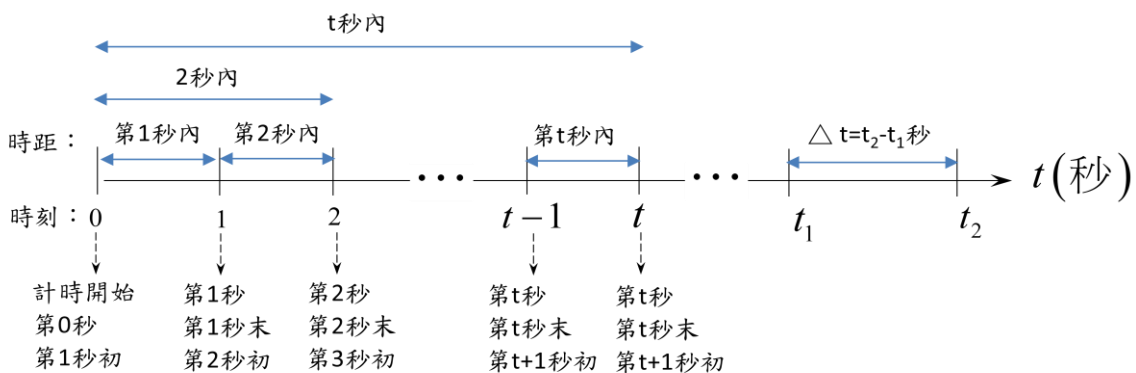 t秒內
2秒內
時距： 第1秒內 第2秒內 第t秒內 △ t=t₂-t₁秒
••• ••• t(秒)
時刻：0 1 2 t−1 t t₁ t₂
計時開始 第1秒 第2秒 第t秒 第t秒
第0秒 第1秒末 第2秒末 第t秒末 第t秒末
第1秒初 第2秒初 第3秒初 第t+1秒初 第t+1秒初